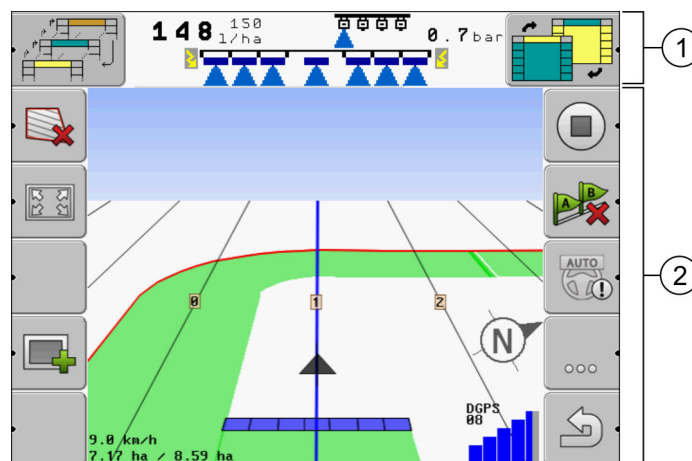 148 150 l/ha 0.7 bar
1
A B
AUTO
0 1 2
2
N
DGPS
08
9.0 km/h
7.17 ha / 8.59 ha